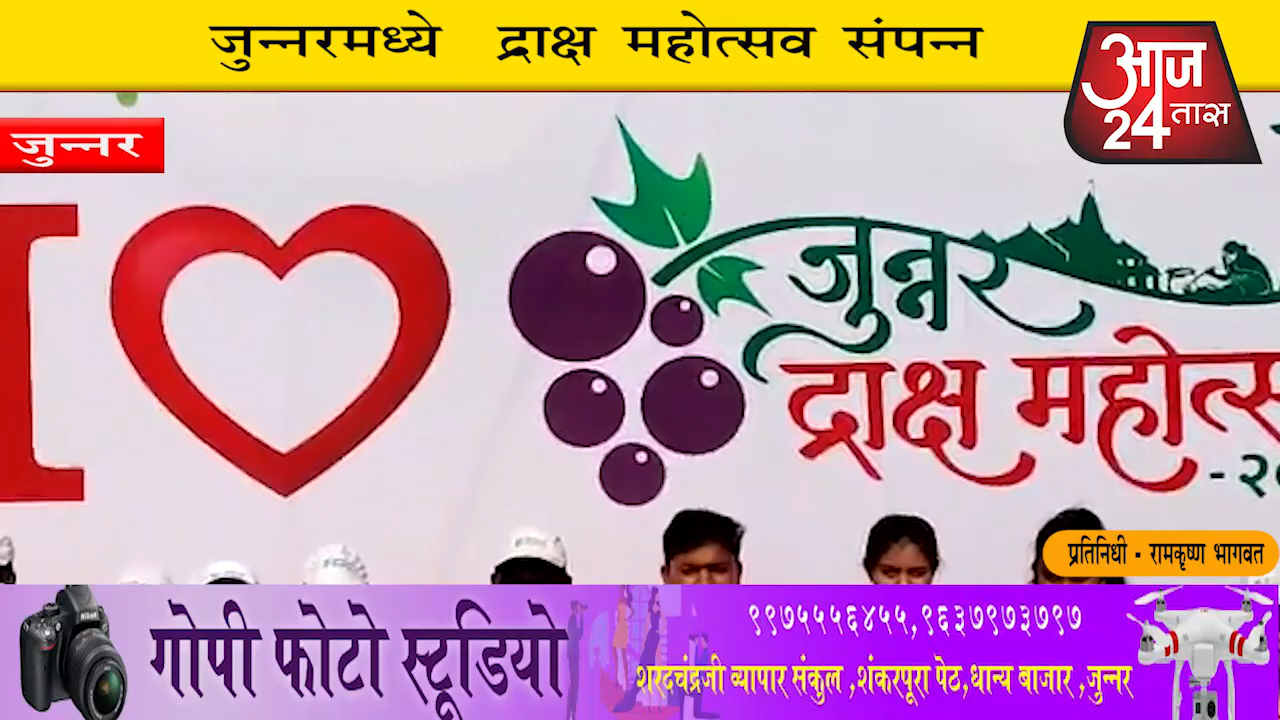 जुन्नरमध्ये द्राक्ष महोत्सव संपन्न
आज
24 तास
जुन्नर
I
जुन्नर
द्राक्ष महोत्स
प्रतिनिधी - रामकृष्ण भागवत
गोपी फोटो स्टूडियो
९९७५५५६४५५,९६३७९७३७९७
शरदचंद्रजी व्यापार संकुल ,शंकरपूरा पेठ,धान्य बाजार ,जुन्नर